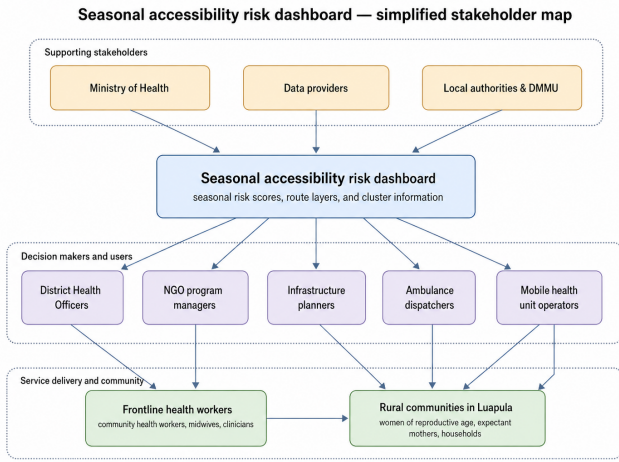 Seasonal accessibility risk dashboard — simplified stakeholder map
Supporting stakeholders
Ministry of Health
Data providers
Local authorities & DMMU
Seasonal accessibility risk dashboard
seasonal risk scores, route layers, and cluster information
Decision makers and users
District Health
Officers
NGO program
managers
Infrastructure
planners
Ambulance
dispatchers
Mobile health
unit operators
Service delivery and community
Frontline health workers
community health workers, midwives, clinicians
Rural communities in Luapula
women of reproductive age, expectant
mothers, households